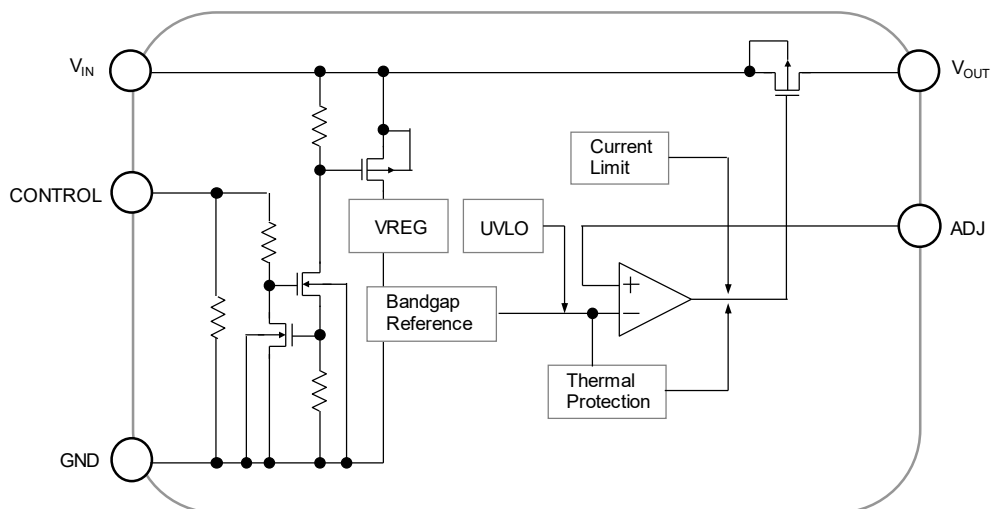 V_IN
V_OUT
Current
Limit
CONTROL
VREG
UVLO
ADJ
+
Bandgap
Reference
−
Thermal
Protection
GND